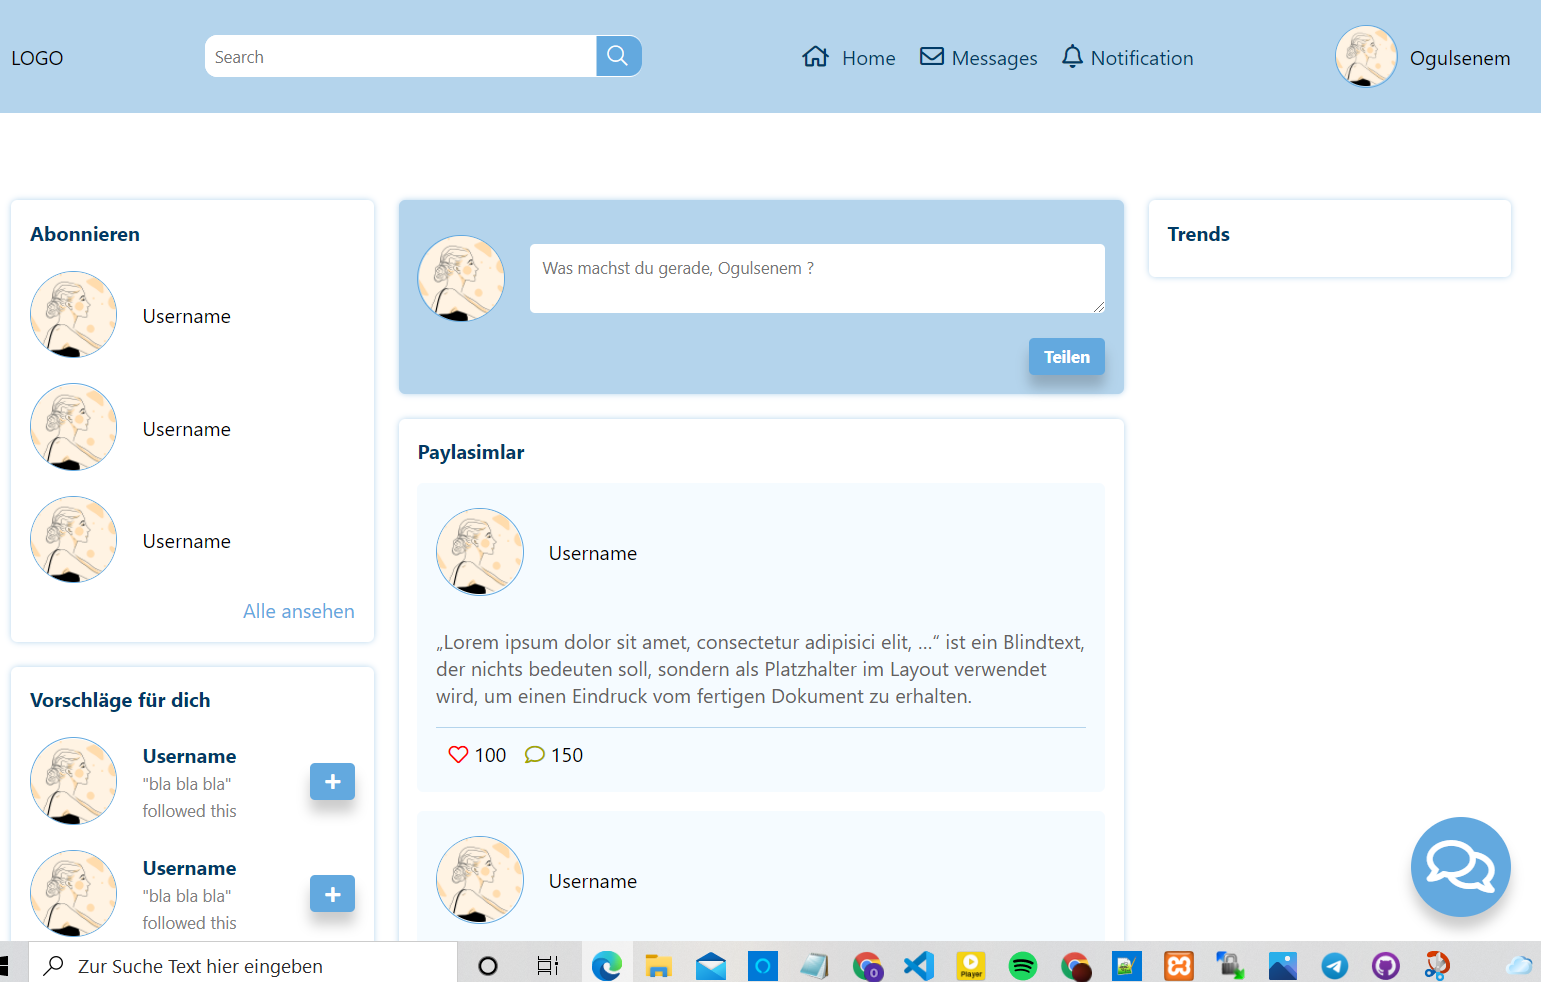 LOGO
Search
Home
Messages
Notification
Ogulsenem
Abonnieren
Username
Username
Username
Alle ansehen
Vorschläge für dich
Username
"bla bla bla"
followed this
Username
"bla bla bla"
followed this
Was machst du gerade, Ogulsenem ?
Teilen
Paylasimlar
Username
„Lorem ipsum dolor sit amet, consectetur adipisici elit, …“ ist ein Blindtext,
der nichts bedeuten soll, sondern als Platzhalter im Layout verwendet
wird, um einen Eindruck vom fertigen Dokument zu erhalten.
100
150
Username
Trends
Zur Suche Text hier eingeben
O
Player